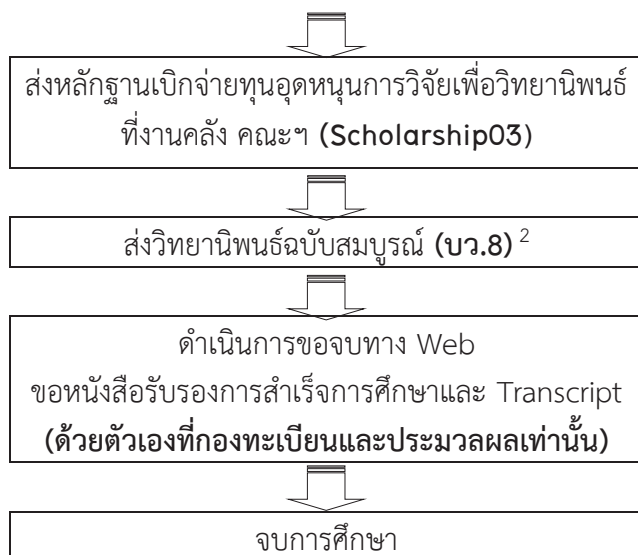 ส่งหลักฐานเบิกจ่ายทุนอุดหนุนการวิจัยเพื่อวิทยานิพนธ์
ที่งานคลัง คณะฯ (Scholarship03)
ส่งวิทยานิพนธ์ฉบับสมบูรณ์ (บว.8) 2
ดำเนินการขอจบทาง Web
ขอหนังสือรับรองการสำเร็จการศึกษาและ Transcript
(ด้วยตัวเองที่กองทะเบียนและประมวลผลเท่านั้น)
จบการศึกษา